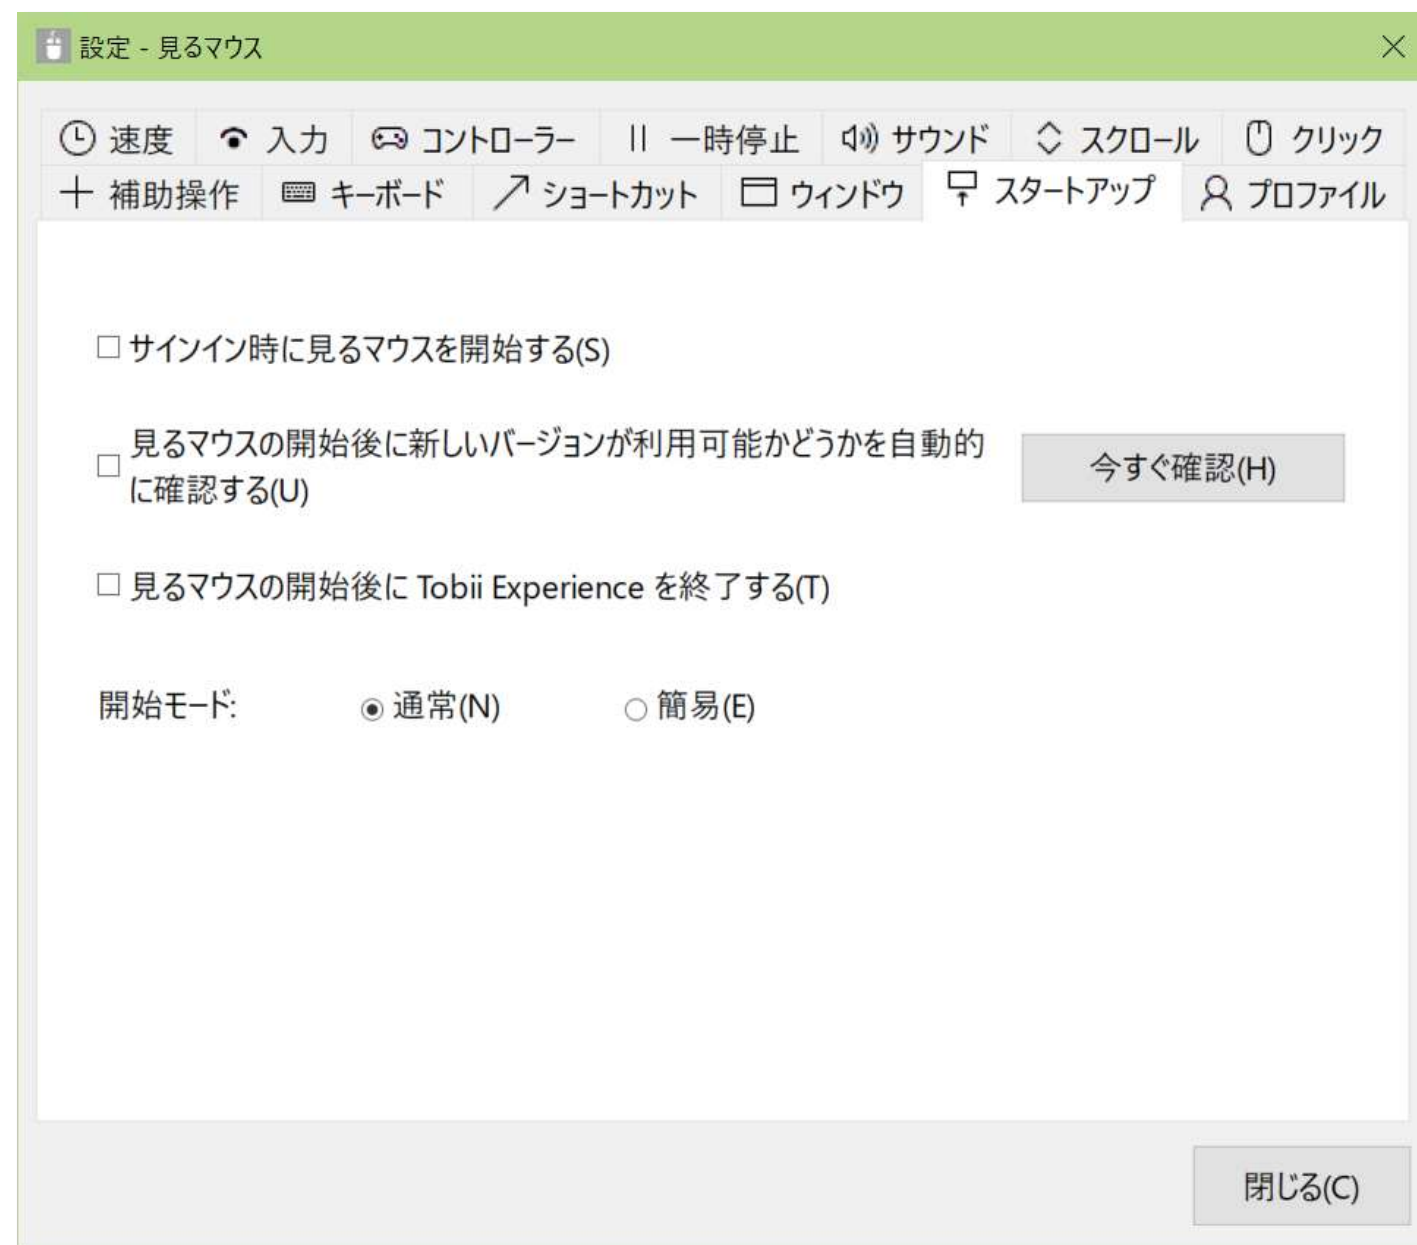 設定 - 見るマウス
速度 入力 コントローラー 一時停止 サウンド スクロール クリック
補助操作 キーボード ショートカット ウィンドウ スタートアップ プロファイル
サインイン時に見るマウスを開始する(S)
見るマウスの開始後に新しいバージョンが利用可能かどうかを自動的
に確認する(U)
今すぐ確認(H)
見るマウスの開始後に Tobii Experience を終了する(T)
開始モード: 通常(N) 簡易(E)
閉じる(C)